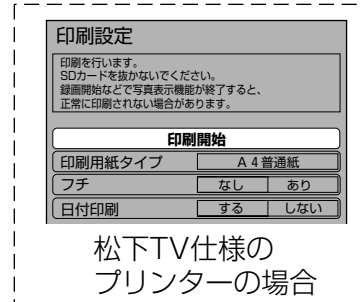 印刷設定
印刷を行います。
SDカードを抜かないでください。
録画開始などで写真表示機能が終了すると、
正常に印刷されない場合があります。
印刷開始
印刷用紙タイプ A4普通紙
フチ なし あり
日付印刷 する しない
松下TV仕様の
プリンターの場合